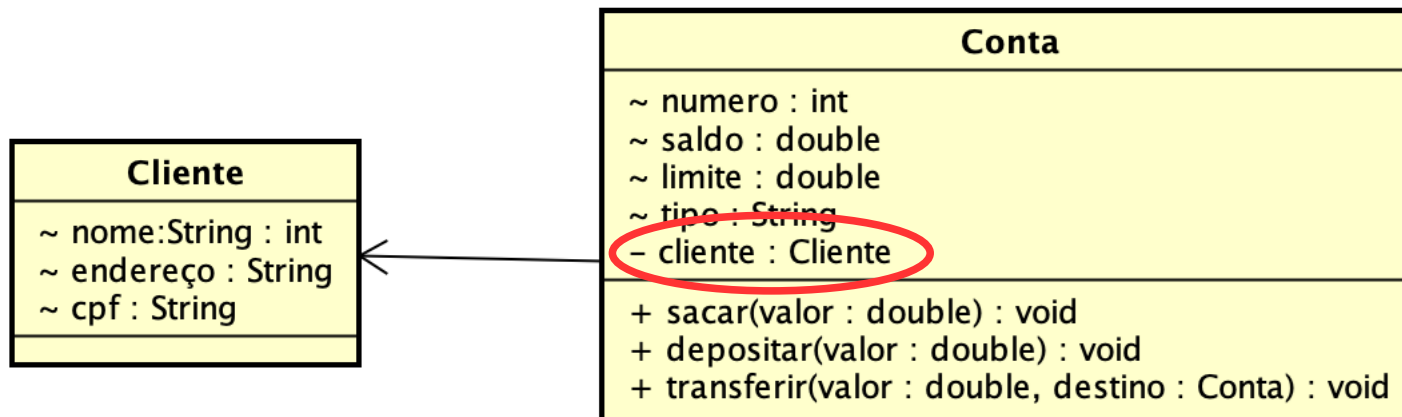 Cliente
~ nome:String : int
~ endereço : String
~ cpf : String
Conta
~ numero : int
~ saldo : double
~ limite : double
~ tipo : String
- cliente : Cliente
+ sacar(valor : double) : void
+ depositar(valor : double) : void
+ transferir(valor : double, destino : Conta) : void